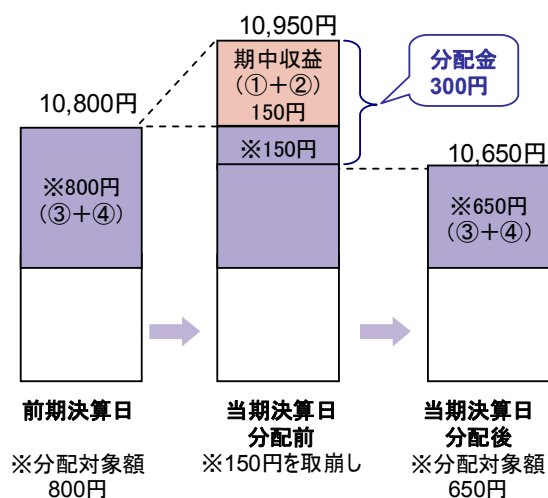 10,950円
期中収益
(①+②)
150円
分配金
300円
10,800円
※150円
10,650円
※800円
(③+④)
※650円
(③+④)
前期決算日
当期決算日
分配前
当期決算日
分配後
※分配対象額
800円
※150円を取崩し
※分配対象額
650円